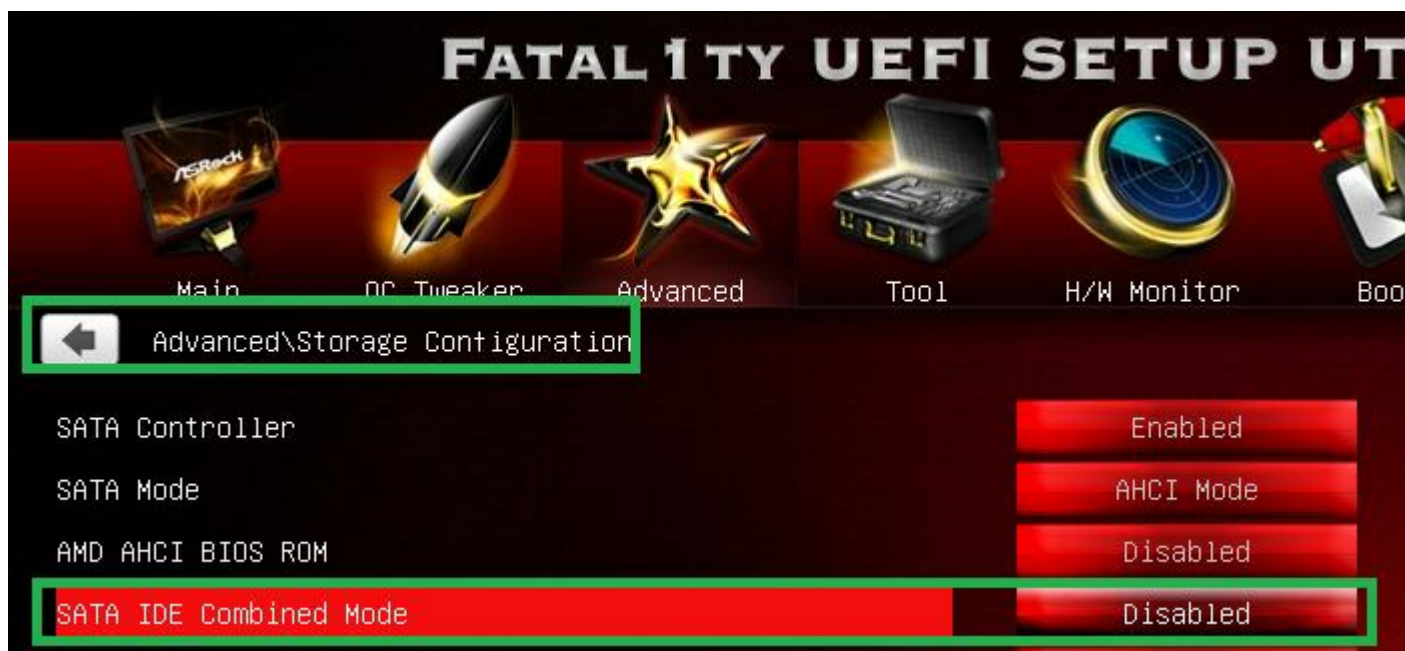 FATAL1TY UEFI SETUP UT
ASRock
Main OC Tweaker Advanced Tool H/W Monitor Boo
Advanced\Storage Configuration
SATA Controller Enabled
SATA Mode AHCI Mode
AMD AHCI BIOS ROM Disabled
SATA IDE Combined Mode Disabled